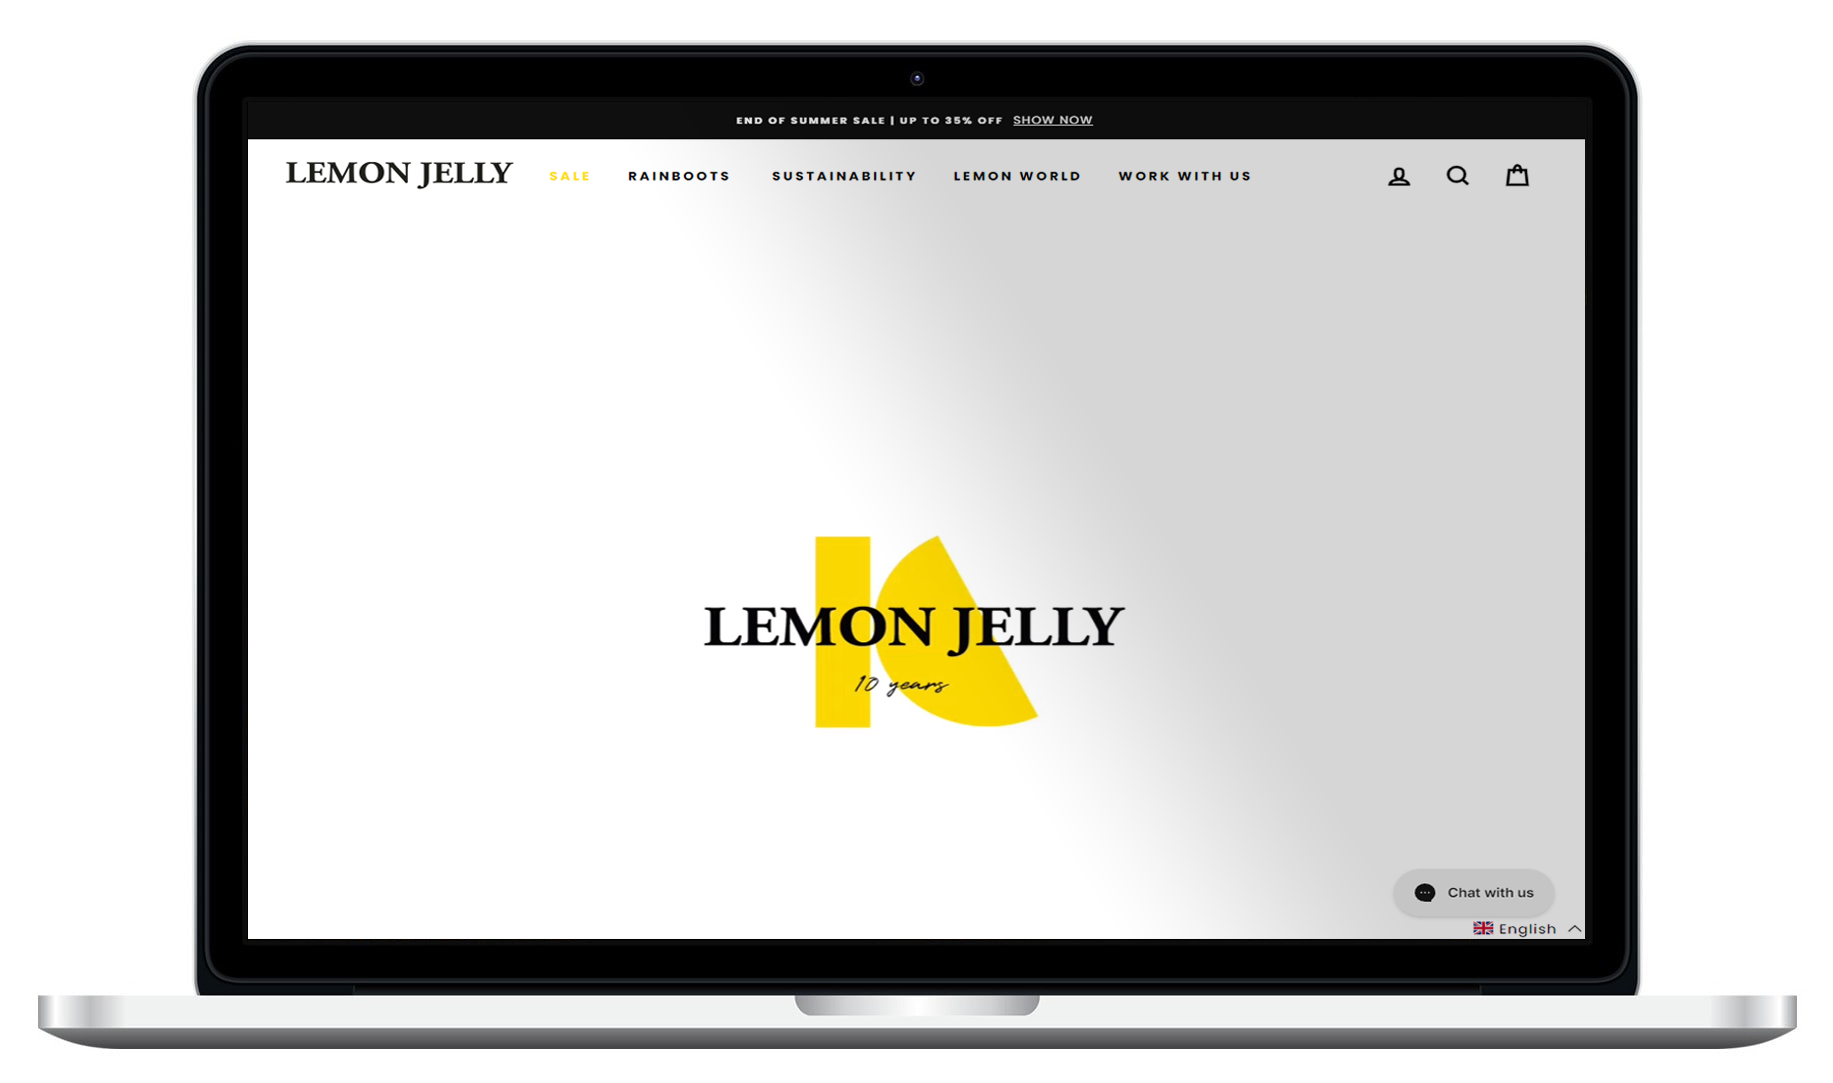 END OF SUMMER SALE | UP TO 35% OFF SHOW NOW
LEMON JELLY SALE RAINBOOTS SUSTAINABILITY LEMON WORLD WORK WITH US
LEMON JELLY
10 years
Chat with us
English